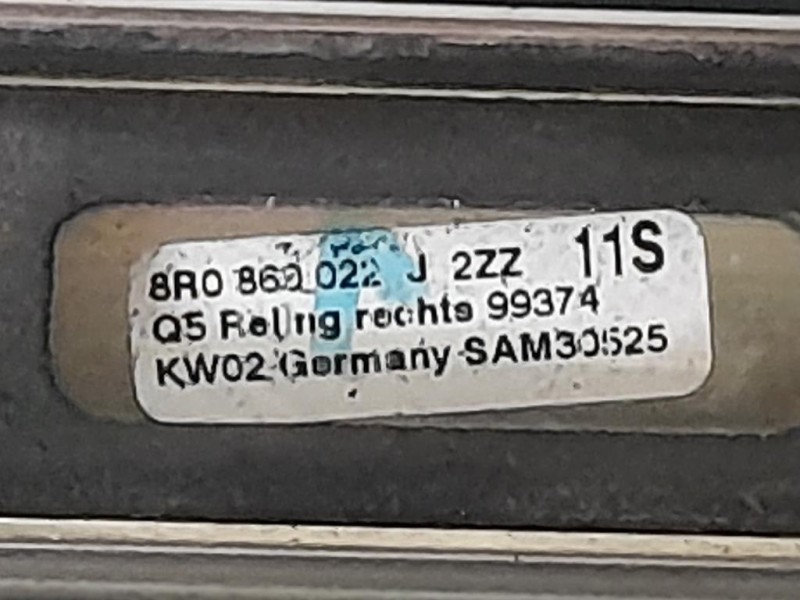 8R0 860 022 J 2ZZ 11S
Q5 Reling rechts 99374
KW02 Germany SAM30525